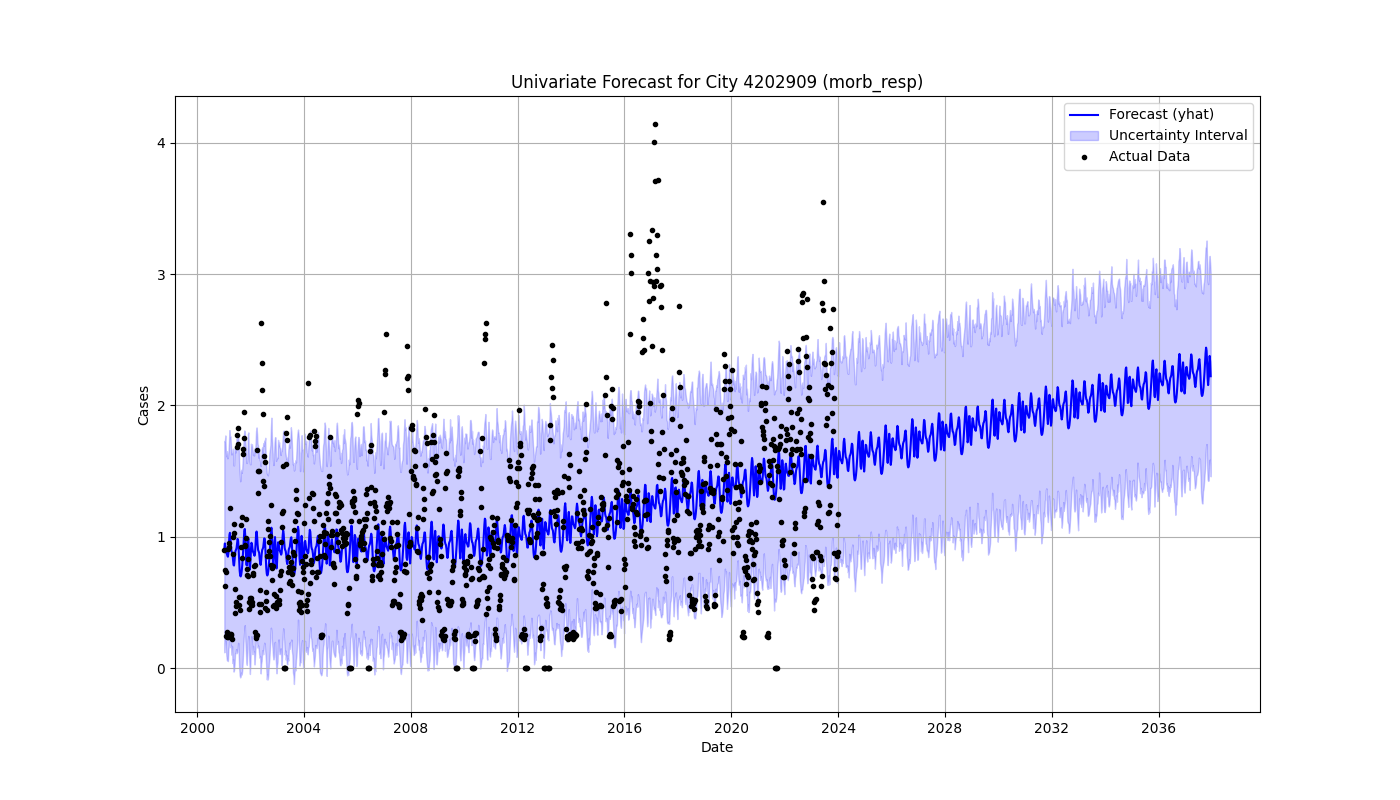 Univariate Forecast for City 4202909 (morb_resp)
Forecast (yhat)
Uncertainty Interval
Actual Data
Cases
4
3
2
1
0
2000 2004 2008 2012 2016 2020 2024 2028 2032 2036
Date